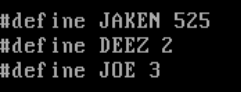 #define JAKEN 525
#define DEEZ 2
#define JOE 3